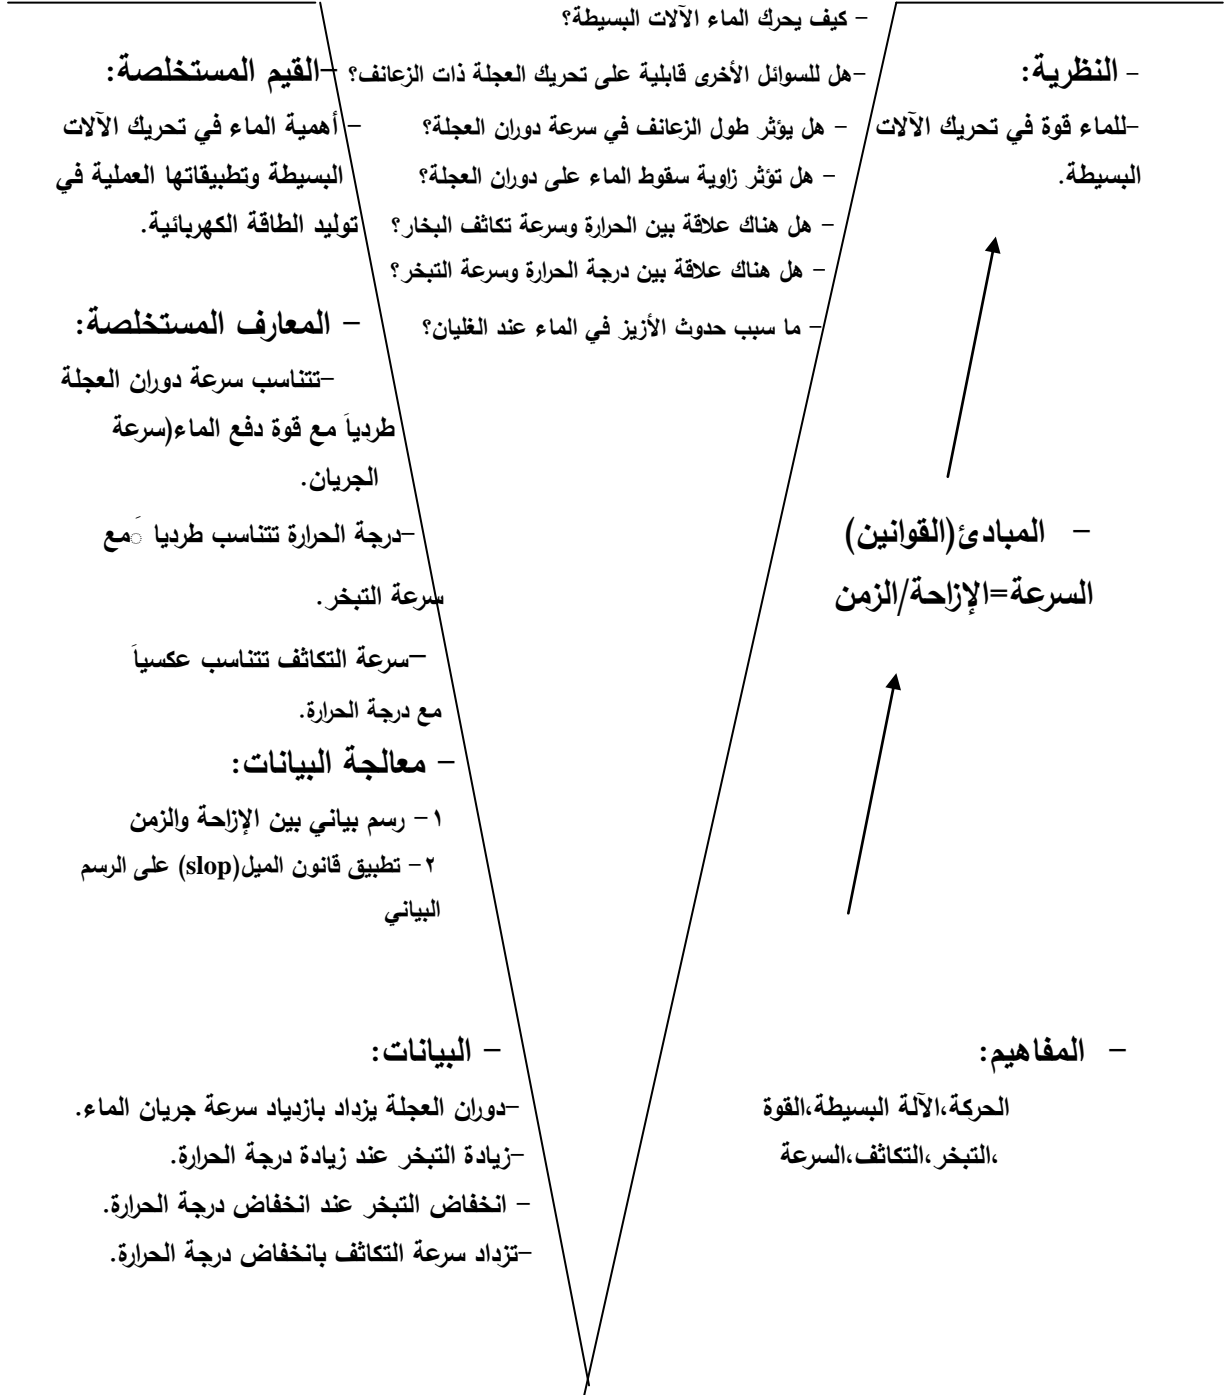 – كيف يحرك الماء الآلات البسيطة؟
–هل للسوائل الأخرى قابلية على تحريك العجلة ذات الزعانف؟
– هل يؤثر طول الزعانف في سرعة دوران العجلة؟
– هل تؤثر زاوية سقوط الماء على دوران العجلة؟
– هل هناك علاقة بين الحرارة وسرعة تكاثف البخار؟
– هل هناك علاقة بين درجة الحرارة وسرعة التبخر؟
– ما سبب حدوث الأزيز في الماء عند الغليان؟
– النظرية:
–للماء قوة في تحريك الآلات
البسيطة.
– المبادئ(القوانين)
السرعة=الإزاحة/الزمن
– المفاهيم:
الحركة،الآلة البسيطة،القوة
،التبخر،التكاثف،السرعة
–القيم المستخلصة:
– أهمية الماء في تحريك الآلات
البسيطة وتطبيقاتها العملية في
توليد الطاقة الكهربائية.
– المعارف المستخلصة:
–تتناسب سرعة دوران العجلة
طردياَ مع قوة دفع الماء(سرعة
الجريان.
–درجة الحرارة تتناسب طرديا َمع
سرعة التبخر.
–سرعة التكاثف تتناسب عكسياَ
مع درجة الحرارة.
– معالجة البيانات:
١– رسم بياني بين الإزاحة والزمن
٢– تطبيق قانون الميل(slop) على الرسم
البياني
– البيانات:
–دوران العجلة يزداد بازدياد سرعة جريان الماء.
–زيادة التبخر عند زيادة درجة الحرارة.
– انخفاض التبخر عند انخفاض درجة الحرارة.
–تزداد سرعة التكاثف بانخفاض درجة الحرارة.